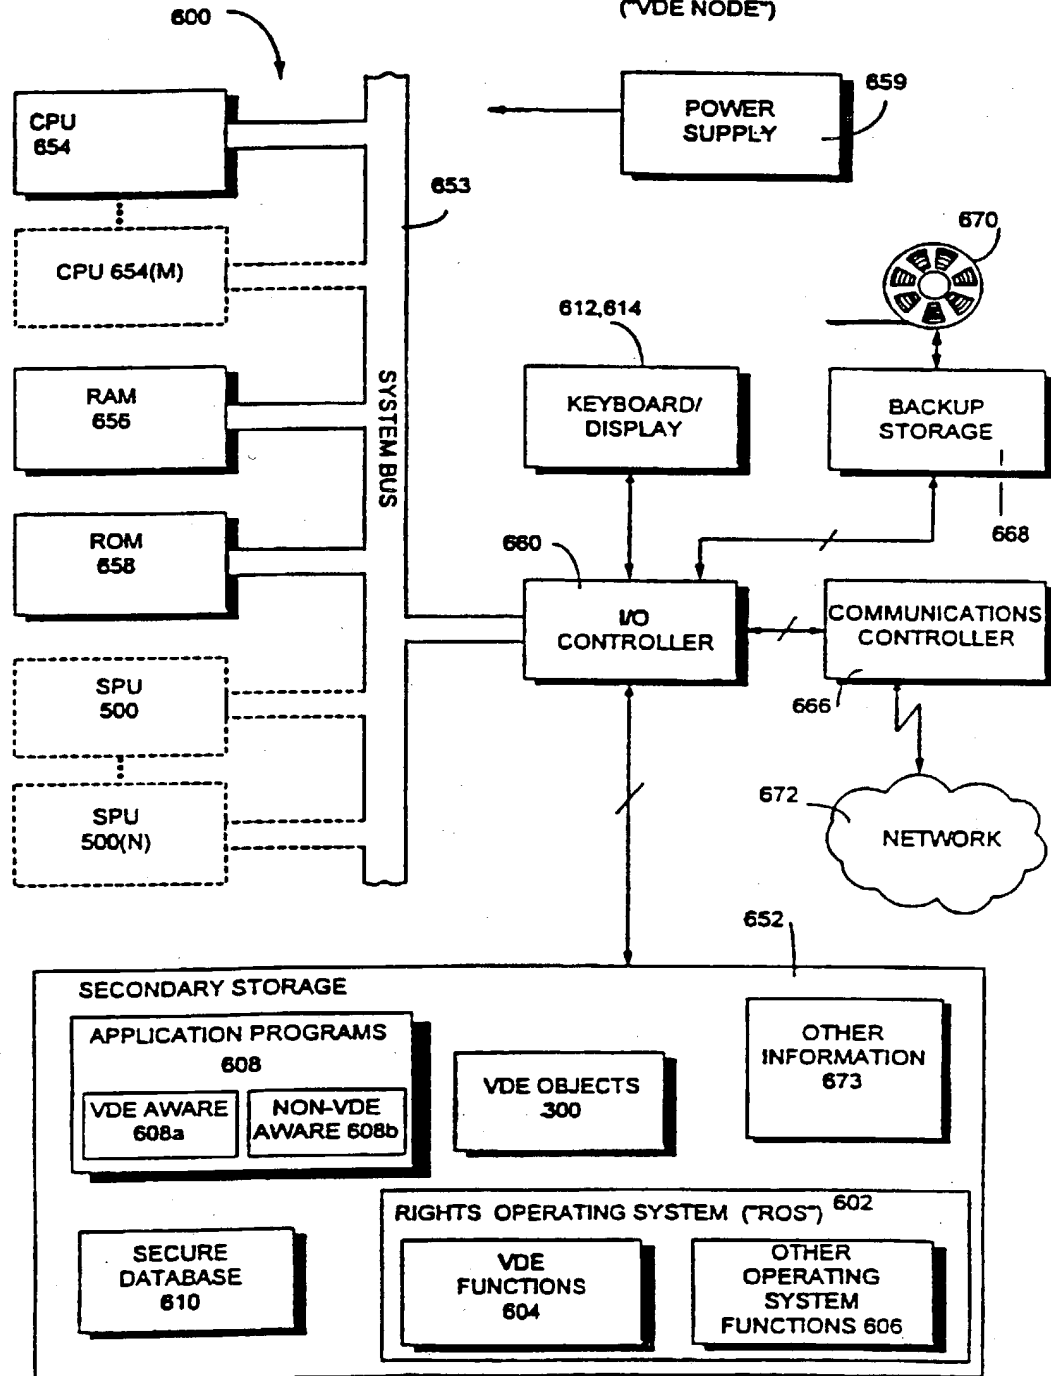 ("VDE NODE")
600
CPU
654
POWER
SUPPLY
659
653
CPU 654(M)
670
612,614
RAM
656
SYSTEM BUS
KEYBOARD/
DISPLAY
BACKUP
STORAGE
668
ROM
658
660
I/O
CONTROLLER
COMMUNICATIONS
CONTROLLER
666
SPU
500
SPU
500(N)
672
NETWORK
652
SECONDARY STORAGE
APPLICATION PROGRAMS
608
VDE AWARE
608a
NON-VDE
AWARE 608b
VDE OBJECTS
300
OTHER
INFORMATION
673
SECURE
DATABASE
610
RIGHTS OPERATING SYSTEM ("ROS") 602
VDE
FUNCTIONS
604
OTHER
OPERATING
SYSTEM
FUNCTIONS 606